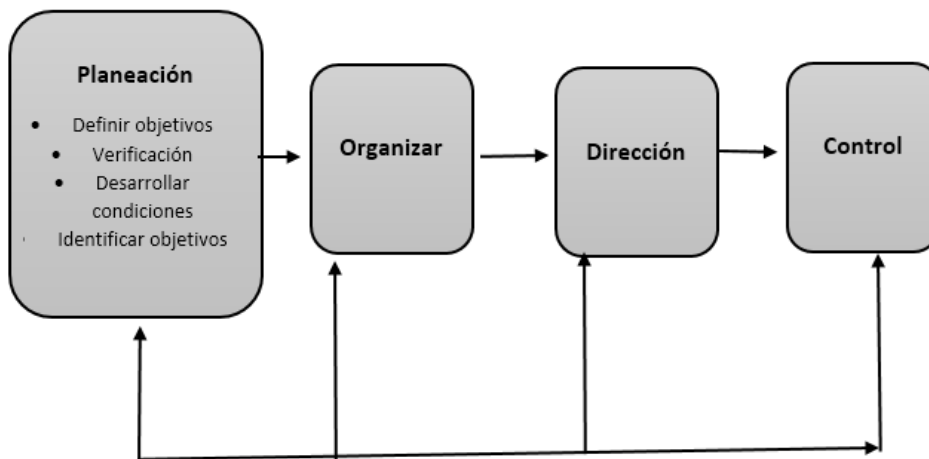 Planeación
• Definir objetivos
• Verificación
• Desarrollar
condiciones
· Identificar objetivos
Organizar
Dirección
Control